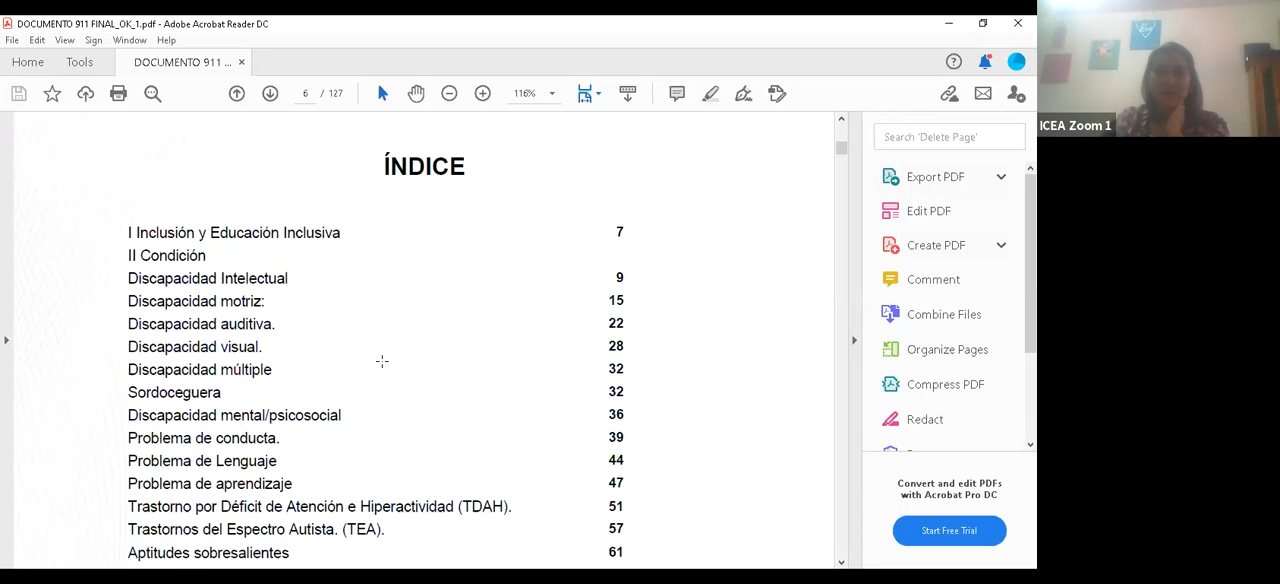 DOCUMENTO 911 FINAL_OK_1.pdf - Adobe Acrobat Reader DC
File Edit View Sign Window Help
Home Tools DOCUMENTO 911 ... ×
6 / 127 116%
ICEA Zoom 1
Search 'Delete Page'
ÍNDICE
I Inclusión y Educación Inclusiva 7
II Condición
Discapacidad Intelectual 9
Discapacidad motriz: 15
Discapacidad auditiva. 22
Discapacidad visual. 28
Discapacidad múltiple 32
Sordoceguera 32
Discapacidad mental/psicosocial 36
Problema de conducta. 39
Problema de Lenguaje 44
Problema de aprendizaje 47
Trastorno por Déficit de Atención e Hiperactividad (TDAH). 51
Trastornos del Espectro Autista. (TEA). 57
Aptitudes sobresalientes 61
Export PDF
Edit PDF
Create PDF
Comment
Combine Files
Organize Pages
Compress PDF
Redact
Convert and edit PDFs
with Acrobat Pro DC
Start Free Trial